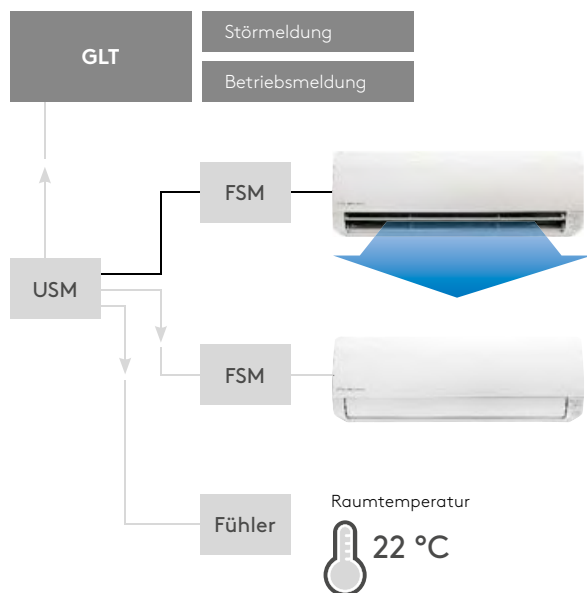 GLT
Störmeldung
Betriebsmeldung
FSM
USM
FSM
Fühler
Raumtemperatur
22 °C